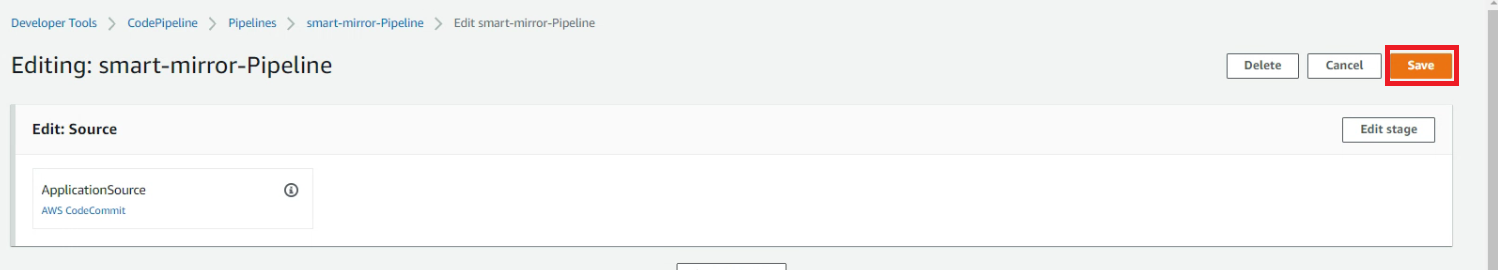 Developer Tools > CodePipeline > Pipelines > smart-mirror-Pipeline > Edit smart-mirror-Pipeline
Editing: smart-mirror-Pipeline Delete Cancel Save
Edit: Source Edit stage
ApplicationSource
AWS CodeCommit